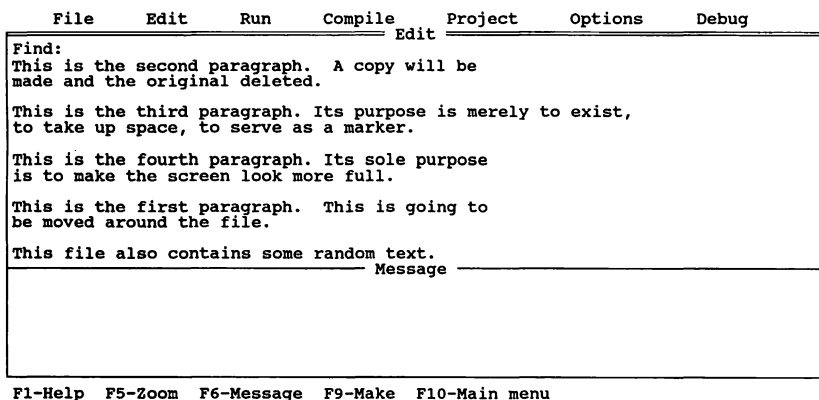 File Edit Run Compile Project Options Debug
Edit
Find:
This is the second paragraph. A copy will be
made and the original deleted.
This is the third paragraph. Its purpose is merely to exist,
to take up space, to serve as a marker.
This is the fourth paragraph. Its sole purpose
is to make the screen look more full.
This is the first paragraph. This is going to
be moved around the file.
This file also contains some random text.
Message
F1-Help F5-Zoom F6-Message F9-Make F10-Main menu